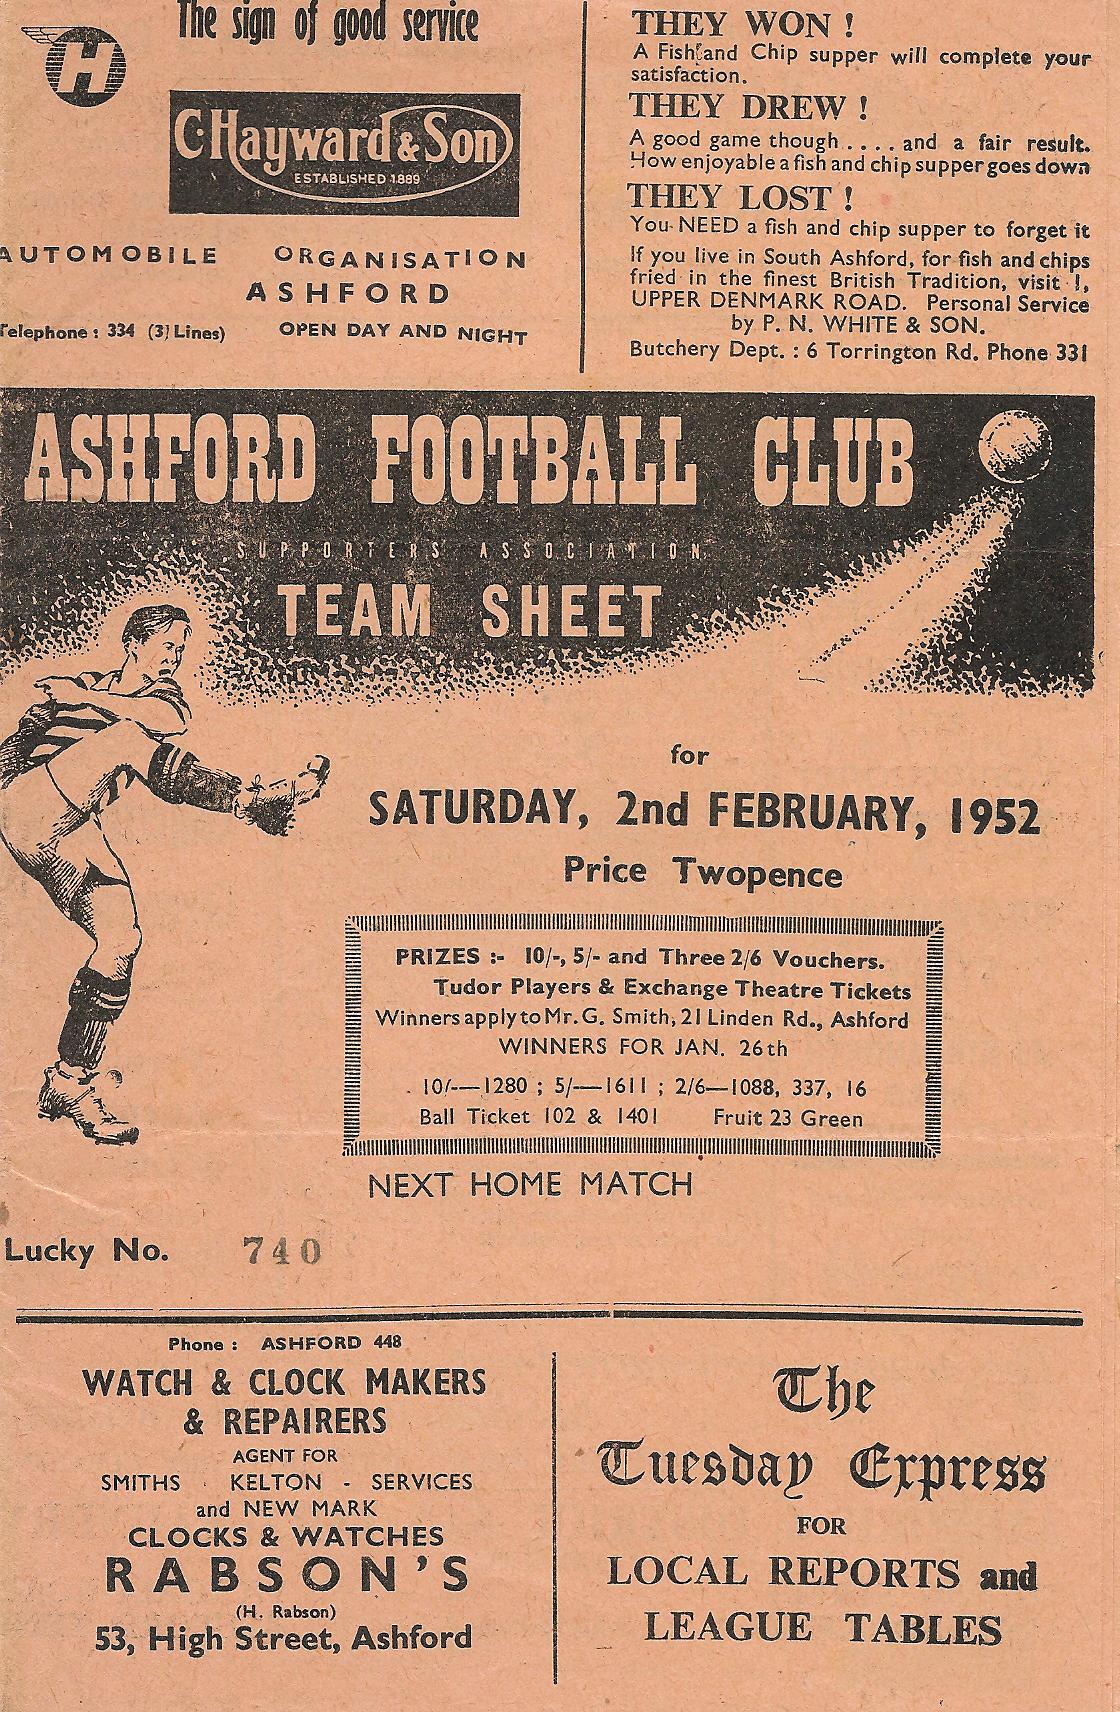 The sign of good service
H
C. Hayward & Son
ESTABLISHED 1889
AUTOMOBILE ORGANISATION
ASHFORD
Telephone : 334 (3) Lines) OPEN DAY AND NIGHT
THEY WON !
A Fish and Chip supper will complete your
satisfaction.
THEY DREW !
A good game though .... and a fair result.
How enjoyable a fish and chip supper goes down
THEY LOST !
You NEED a fish and chip supper to forget it
If you live in South Ashford, for fish and chips
fried in the finest British Tradition, visit 1,
UPPER DENMARK ROAD. Personal Service
by P. N. WHITE & SON.
Butchery Dept. : 6 Torrington Rd. Phone 331
ASHFORD FOOTBALL CLUB
SUPPORTERS ASSOCIATION
TEAM SHEET
for
SATURDAY, 2nd FEBRUARY, 1952
Price Twopence
PRIZES :- 10/-, 5/- and Three 2/6 Vouchers.
Tudor Players & Exchange Theatre Tickets
Winners apply to Mr. G. Smith, 21 Linden Rd., Ashford
WINNERS FOR JAN. 26th
10/-—1280 ; 5/-—1611 ; 2/6—1088, 337, 16
Ball Ticket 102 & 1401 Fruit 23 Green
NEXT HOME MATCH
Lucky No. 740
Phone : ASHFORD 448
WATCH & CLOCK MAKERS
& REPAIRERS
AGENT FOR
SMITHS - KELTON - SERVICES
and NEW MARK
CLOCKS & WATCHES
RABSON'S
(H. Rabson)
53, High Street, Ashford
The
Tuesday Express
FOR
LOCAL REPORTS and
LEAGUE TABLES